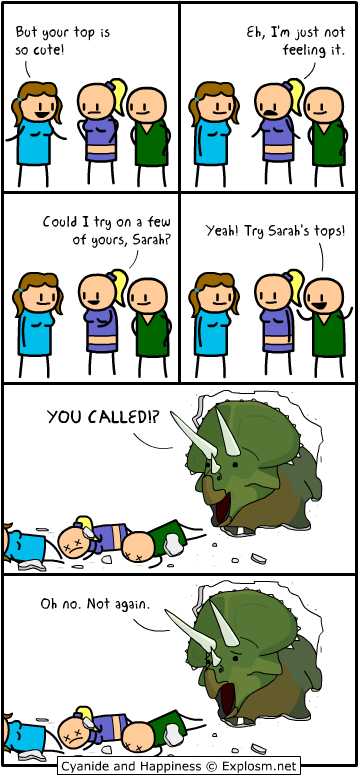 But your top is
so cute!
Eh, I'm just not
feeling it.
Could I try on a few
of yours, Sarah?
Yeah! Try Sarah's tops!
YOU CALLED!?
Oh no. Not again.
Cyanide and Happiness © Explosm.net